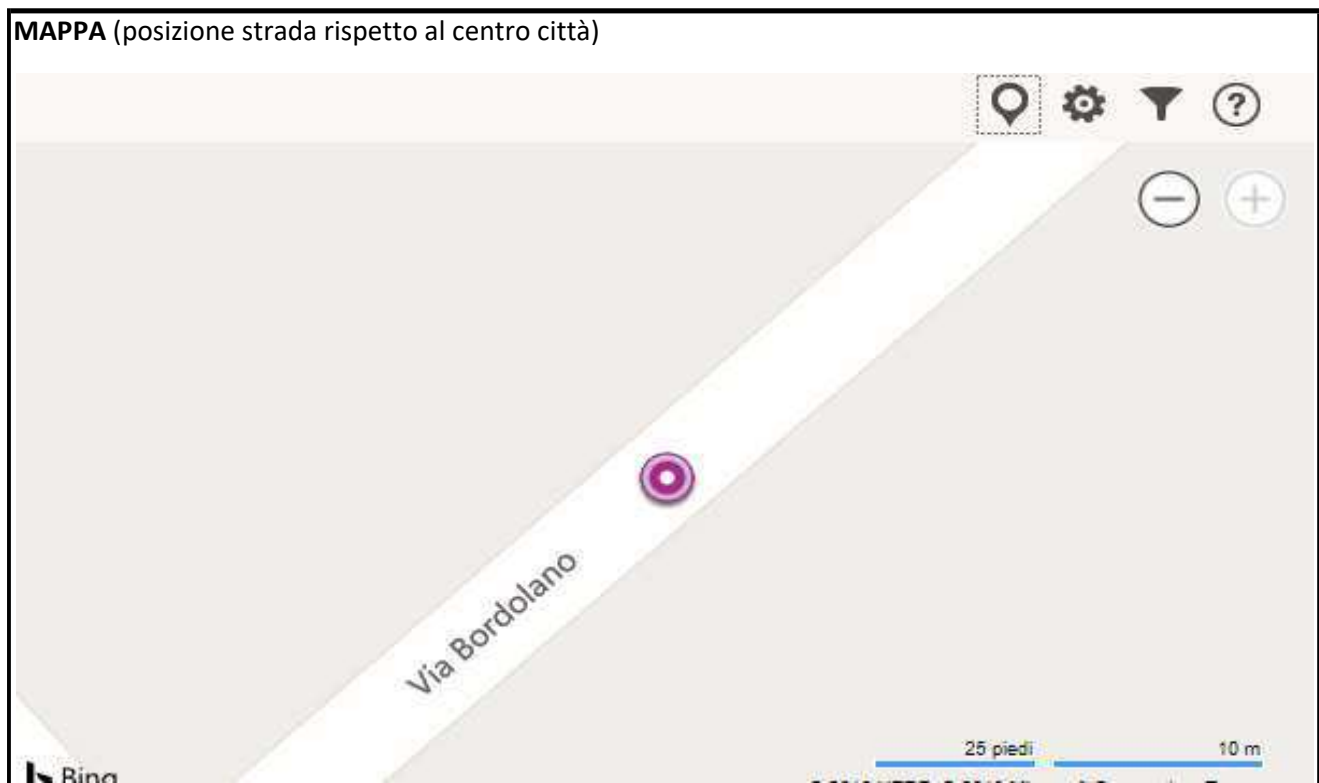 MAPPA (posizione strada rispetto al centro città)
?
Via Bordolano
25 piedi 10 m
Bing